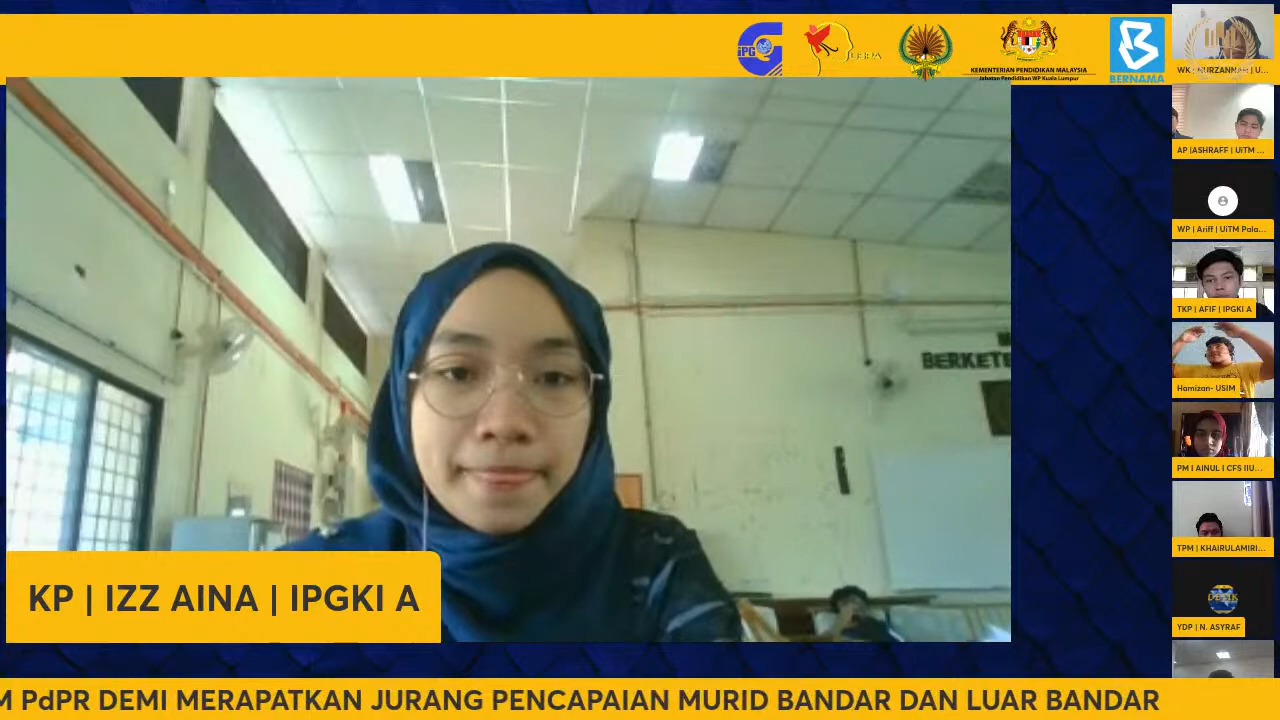 iPG
KEMENTERIAN PENDIDIKAN MALAYSIA
Jabatan Pendidikan WP Kuala Lumpur
BERNAMA
BERKETE
KP | IZZ AINA | IPGKI A
AP |ASHRAFF | UiTM ...
WP | Ariff | UiTM Pala...
TKP | AFIF | IPGKI A
Hamizan- USIM
PM I AINUL I CFS IIU...
TPM | KHAIRULAMIRI...
YDP | N. ASYRAF
M PdPR DEMI MERAPATKAN JURANG PENCAPAIAN MURID BANDAR DAN LUAR BANDAR